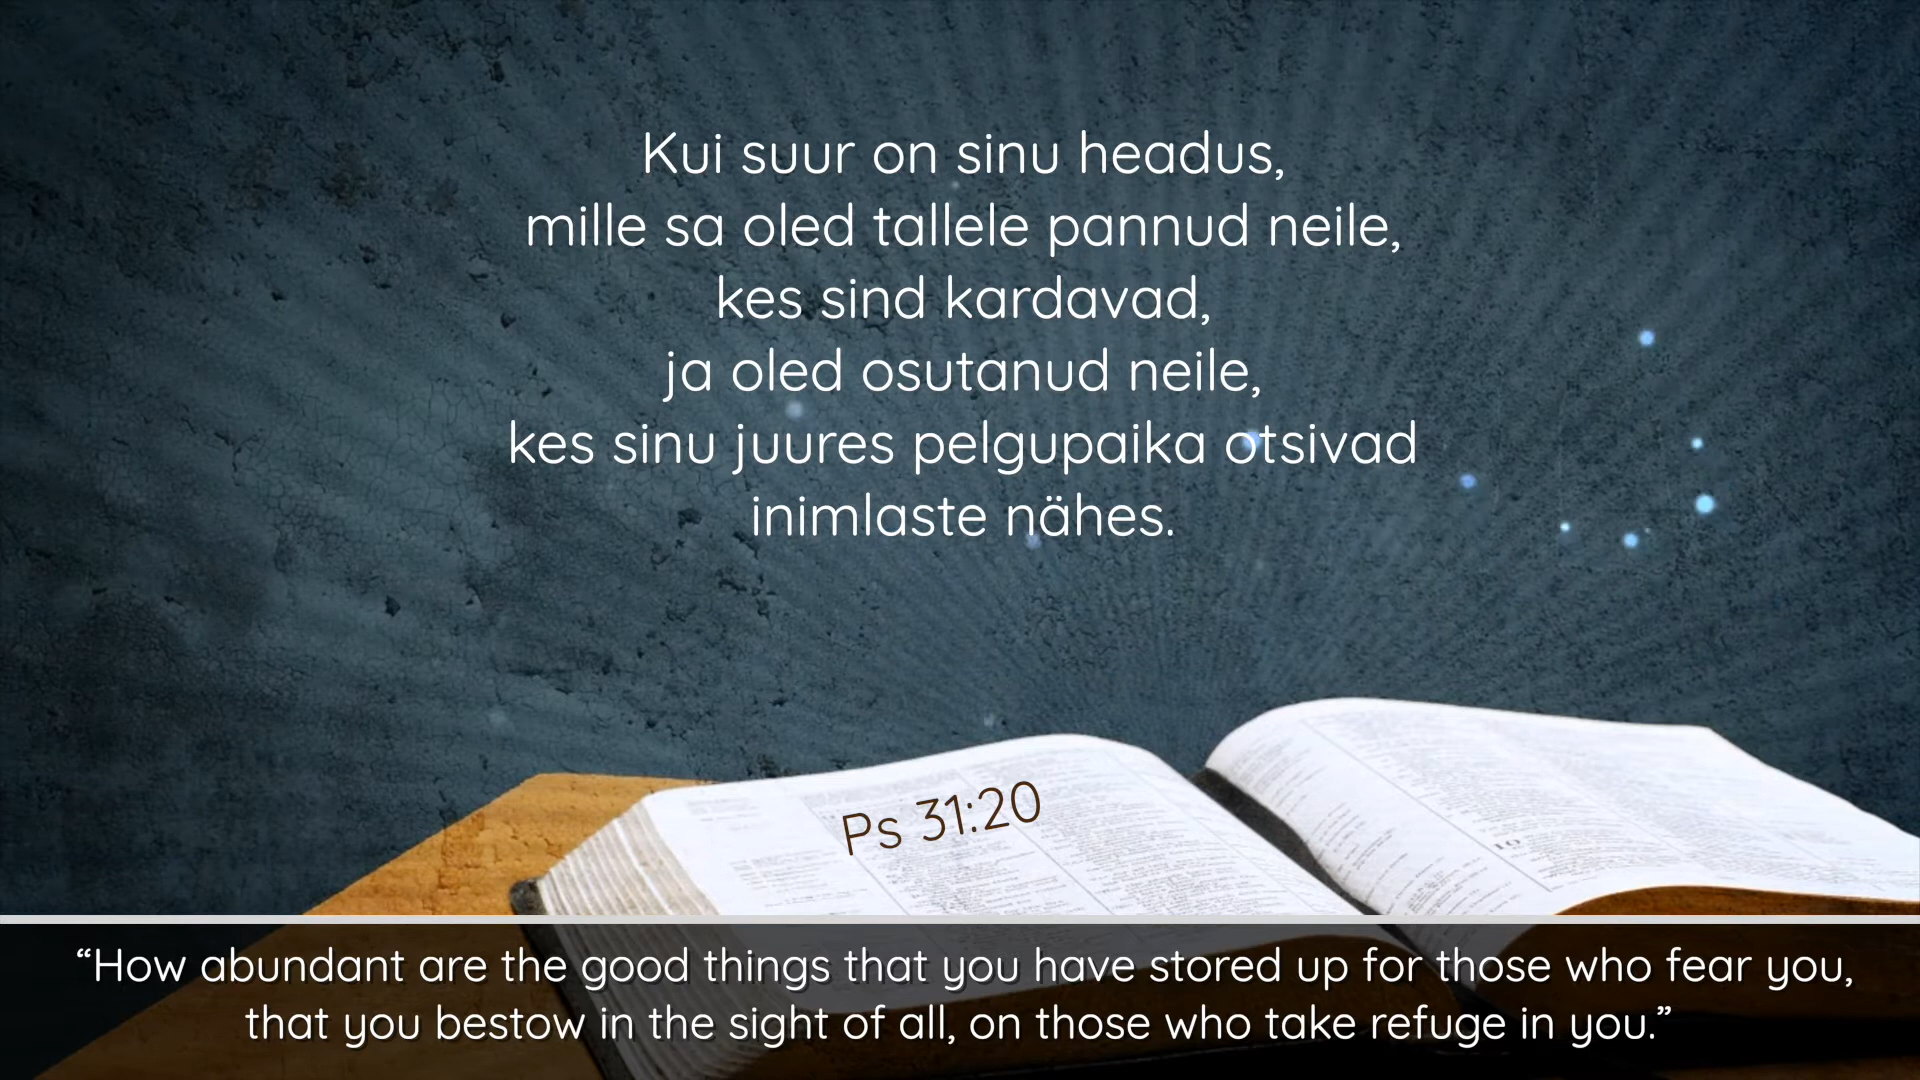 Kui suur on sinu headus,
mille sa oled tallele pannud neile,
kes sind kardavad,
ja oled osutanud neile,
kes sinu juures pelgupaika otsivad
inimlaste nähes.
Ps 31:20
“How abundant are the good things that you have stored up for those who fear you,
that you bestow in the sight of all, on those who take refuge in you.”